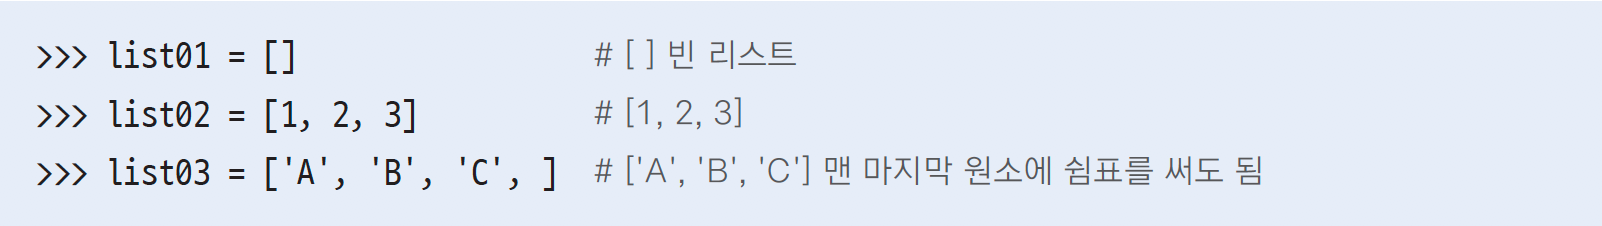 >>> list01 = [] # [ ] 빈 리스트
>>> list02 = [1, 2, 3] # [1, 2, 3]
>>> list03 = ['A', 'B', 'C', ] # ['A', 'B', 'C'] 맨 마지막 원소에 쉼표를 써도 됨